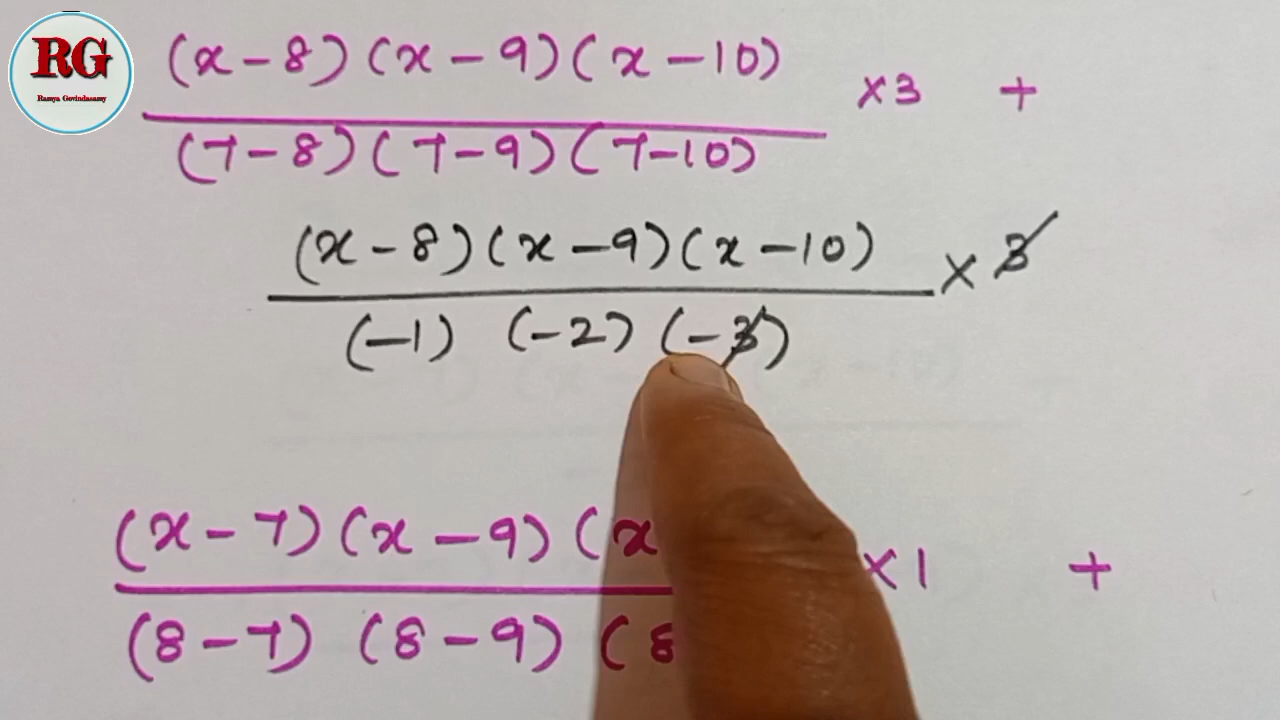 RG
Ramya Govindasamy
(x-8)(x-9)(x-10)
×3 +
(7-8)(7-9)(7-10)
(x-8)(x-9)(x-10)
× 3
(-1) (-2) (-3)
(x-7)(x-9)(x
×1 +
(8-7) (8-9) (8